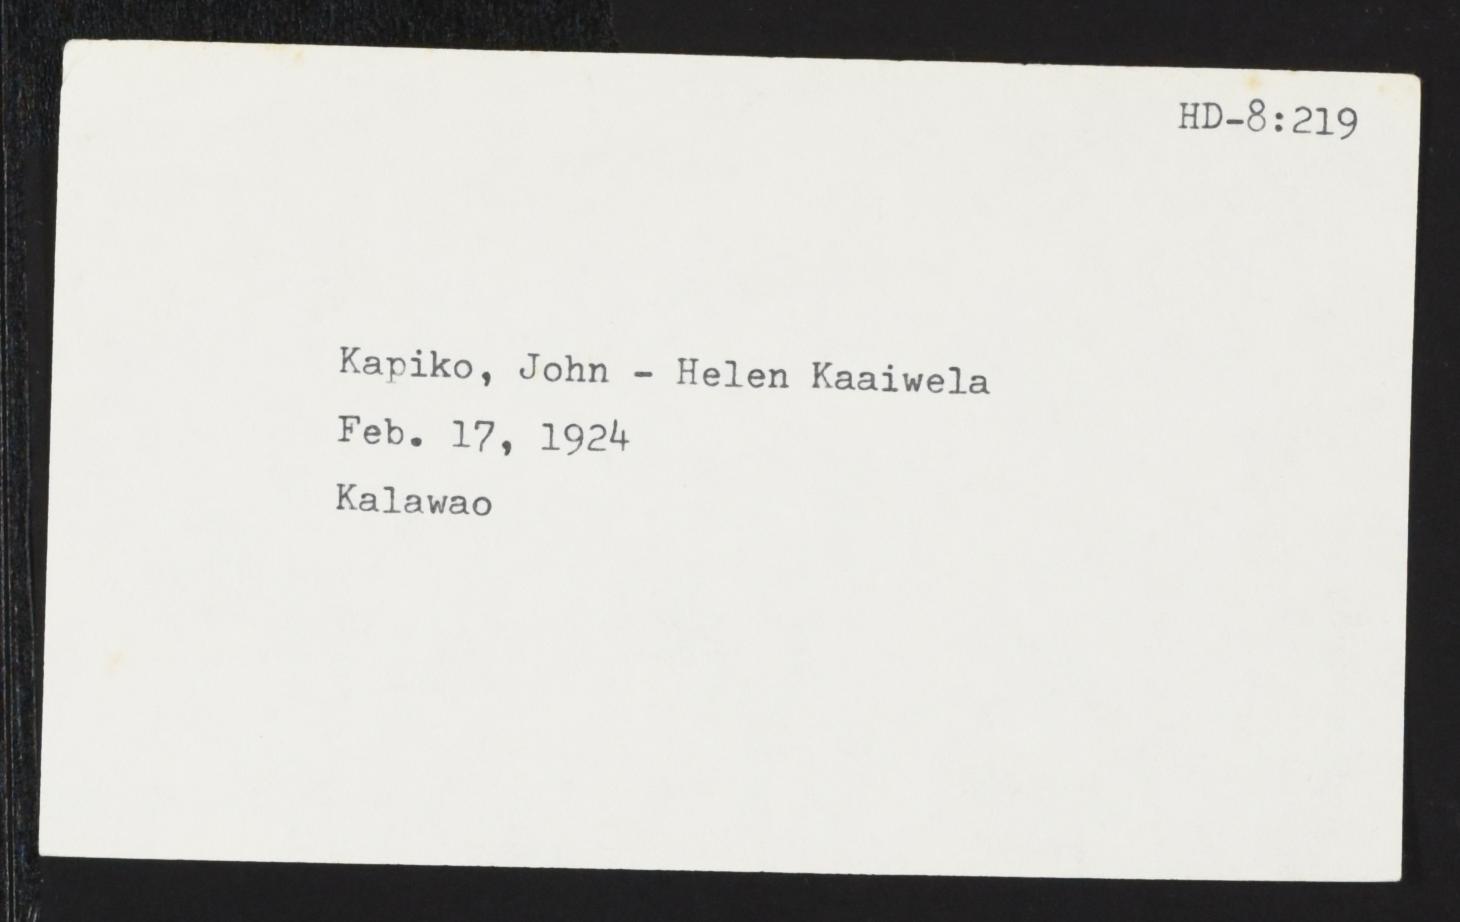 HD-8:219
Kapiko, John - Helen Kaaiwela
Feb. 17, 1924
Kalawao